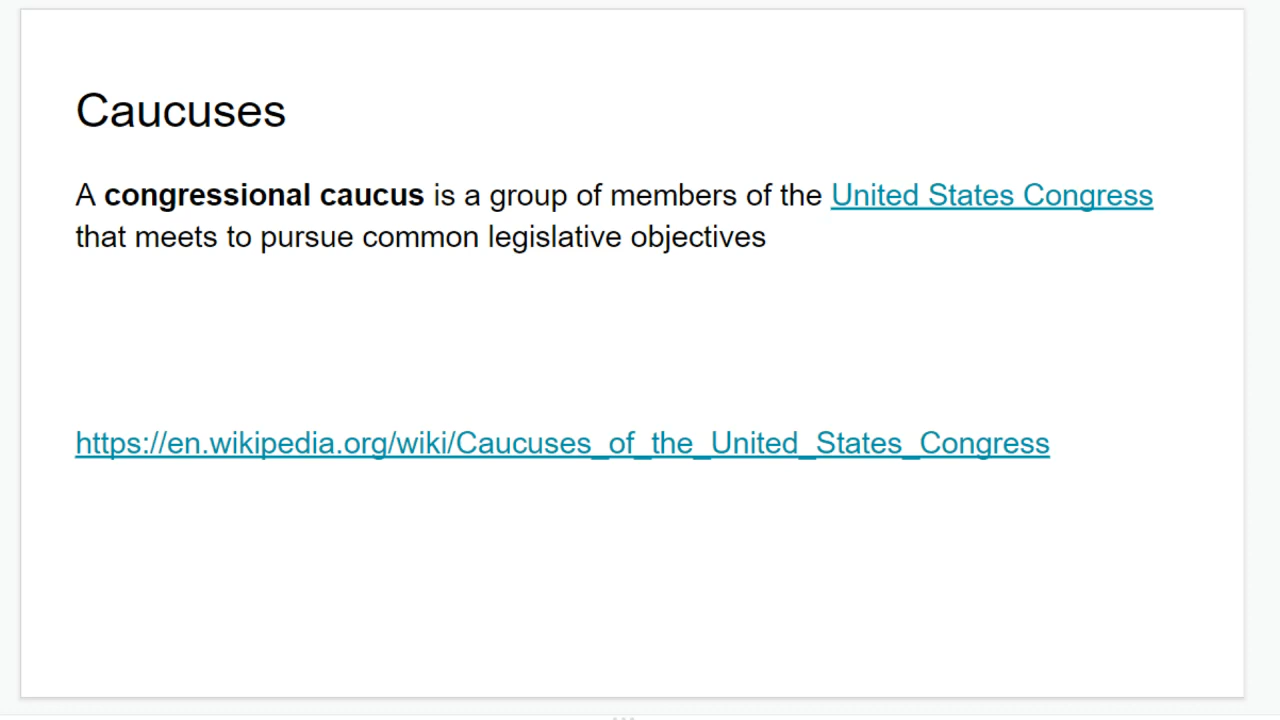 Caucuses
A congressional caucus is a group of members of the United States Congress
that meets to pursue common legislative objectives
https://en.wikipedia.org/wiki/Caucuses_of_the_United_States_Congress